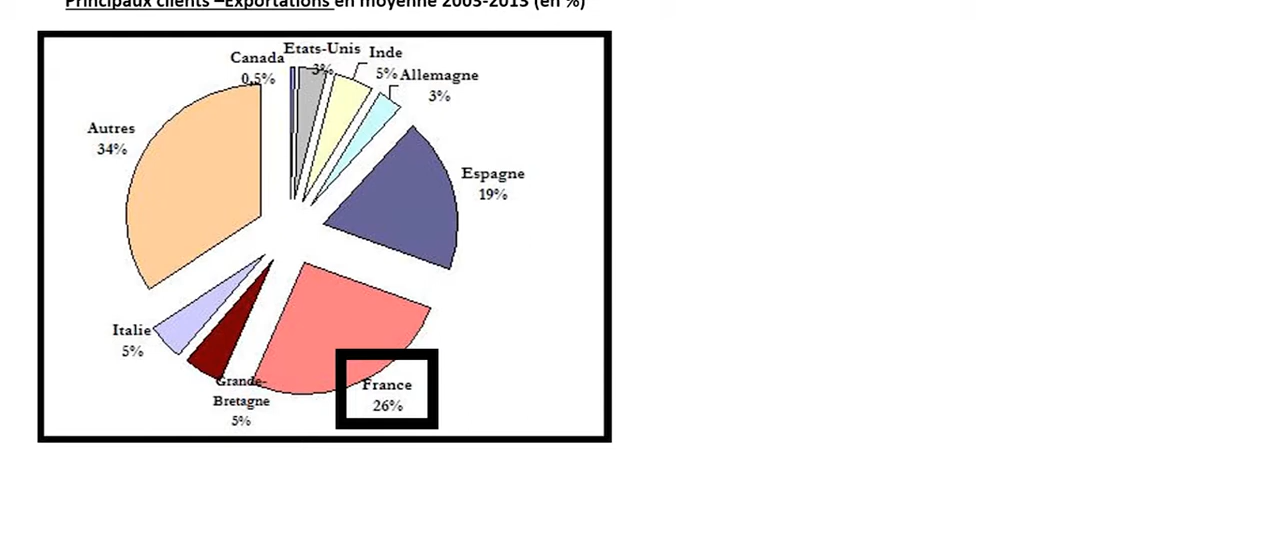 Principaux clients –Exportations en moyenne 2003-2013 (en %)
Canada
0,5%
Etats-Unis
3%
Inde
5%
Allemagne
3%
Autres
34%
Espagne
19%
Italie
5%
Grande-
Bretagne
5%
France
26%